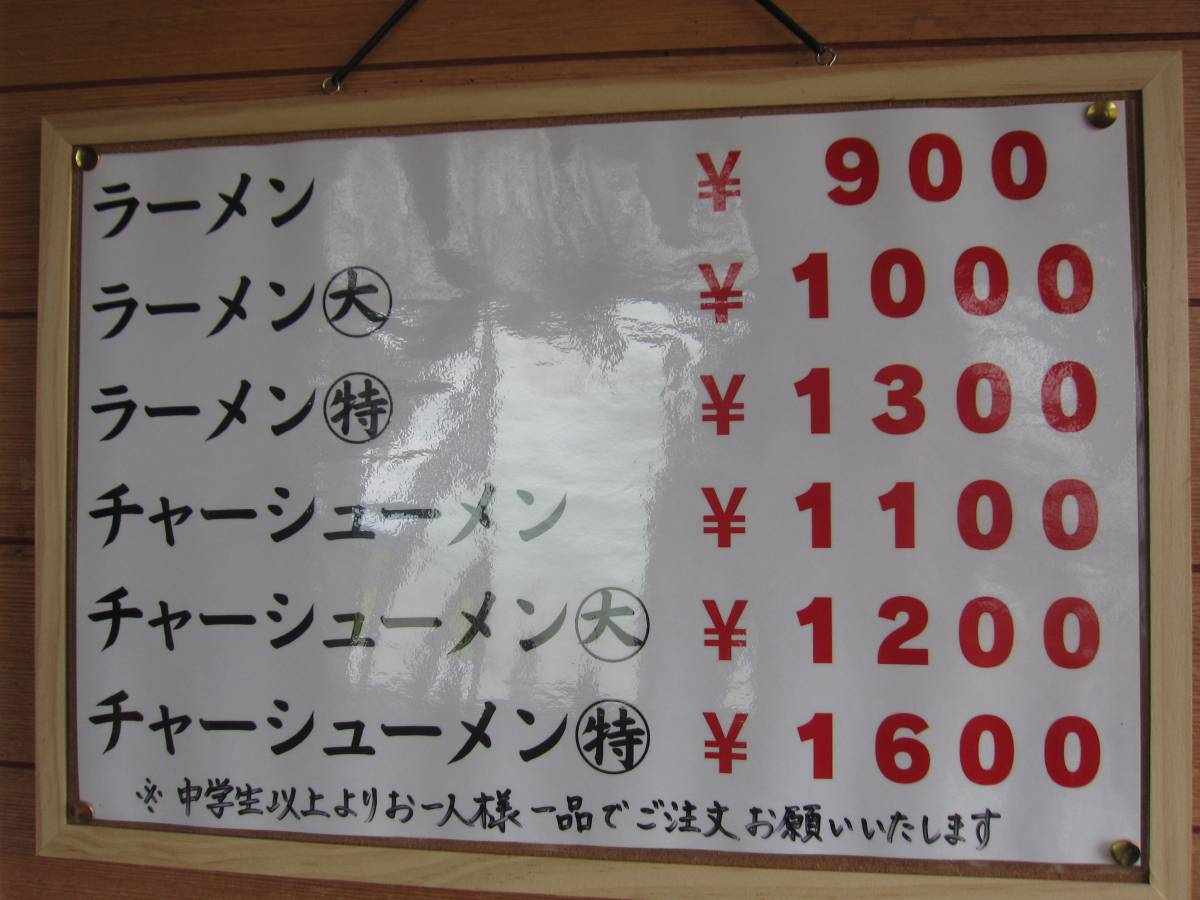 ラーメン ¥ 900
ラーメン㊅ ¥ 1000
ラーメン㊕ ¥ 1300
チャーシューメン ¥ 1100
チャーシューメン大 ¥ 1200
チャーシューメン㊕ ¥ 1600
※中学生以上よりお一人様一品でご注文お願いいたします